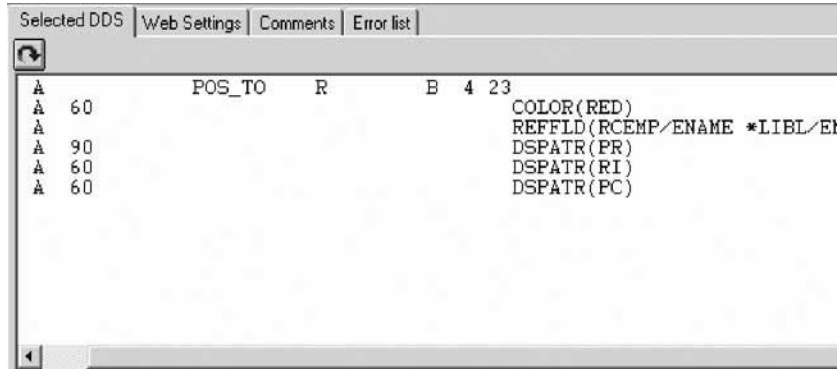 Selected DDS Web Settings Comments Error list
A POS_TO R B 4 23
A 60 COLOR(RED)
A REFFLD(RCEMP/ENAME *LIBL/EM
A 90 DSPATR(PR)
A 60 DSPATR(RI)
A 60 DSPATR(PC)